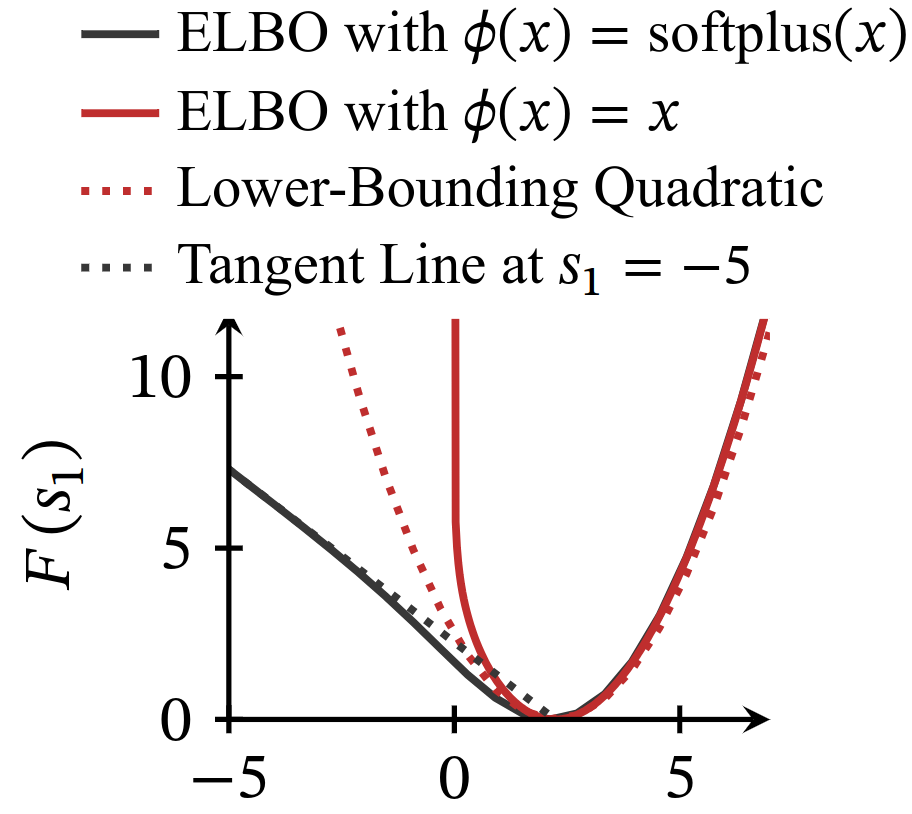 ELBO with ϕ(x) = softplus(x)
ELBO with ϕ(x) = x
Lower-Bounding Quadratic
Tangent Line at s₁ = −5
10
5
0
F (s₁)
−5
0
5